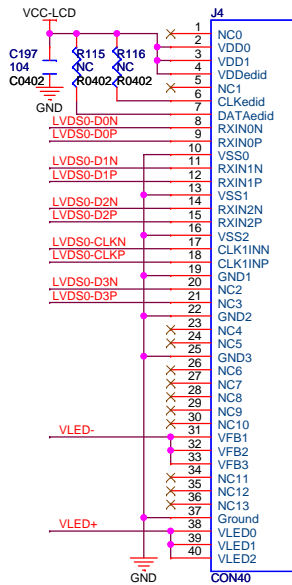 VCC-LCD
J4
C197
104
C0402
R115
NC
R0402
R116
NC
R0402
GND
1 NC0
2 VDD0
3 VDD1
4 VDDedid
5 NC1
6 CLKedid
7 DATAedid
LVDS0-D0N 8 RXIN0N
LVDS0-D0P 9 RXIN0P
10 VSS0
LVDS0-D1N 11 RXIN1N
LVDS0-D1P 12 RXIN1P
13 VSS1
LVDS0-D2N 14 RXIN2N
LVDS0-D2P 15 RXIN2P
16 VSS2
LVDS0-CLKN 17 CLK1INN
LVDS0-CLKP 18 CLK1INP
19 GND1
LVDS0-D3N 20 NC2
LVDS0-D3P 21 NC3
22 GND2
23 NC4
24 NC5
25 GND3
26 NC6
27 NC7
28 NC8
29 NC9
30 NC10
VLED- 31 VFB1
32 VFB2
33 VFB3
34 NC11
35 NC12
36 NC13
37 Ground
VLED+ 38 VLED0
39 VLED1
40 VLED2
GND
CON40